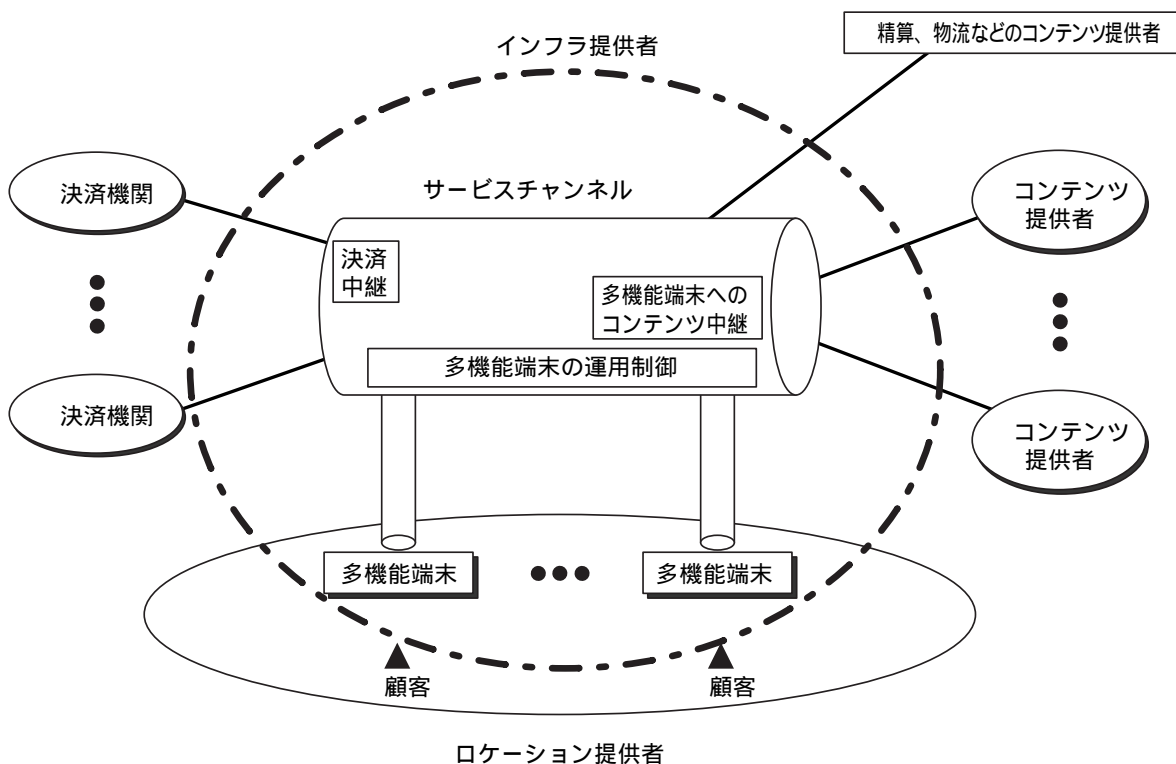 インフラ提供者
精算、物流などのコンテンツ提供者
決済機関
サービスチャンネル
コンテンツ
提供者
決済
中継
多機能端末への
コンテンツ中継
多機能端末の運用制御
決済機関
コンテンツ
提供者
多機能端末
多機能端末
顧客
顧客
ロケーション提供者